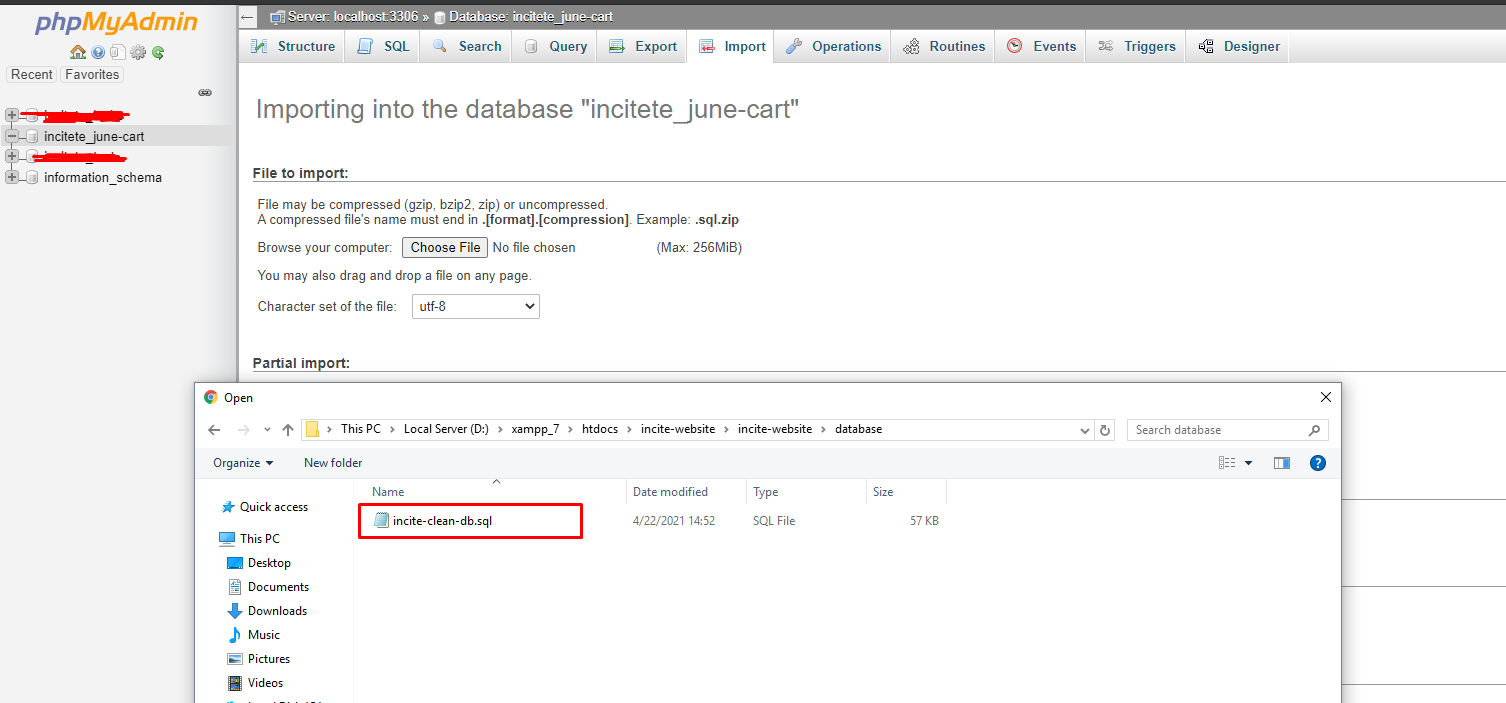 phpMyAdmin
Recent Favorites
incitete_june-cart
information_schema
Server: localhost:3306 » Database: incitete_june-cart
Structure SQL Search Query Export Import Operations Routines Events Triggers Designer
Importing into the database "incitete_june-cart"
File to import:
File may be compressed (gzip, bzip2, zip) or uncompressed.
A compressed file's name must end in .[format].[compression]. Example: .sql.zip
Browse your computer: Choose File No file chosen (Max: 256MiB)
You may also drag and drop a file on any page.
Character set of the file: utf-8
Partial import:
Open
This PC > Local Server (D:) > xampp_7 > htdocs > incite-website > incite-website > database
Search database
Organize New folder
Name Date modified Type Size
incite-clean-db.sql 4/22/2021 14:52 SQL File 57 KB
Quick access
This PC
Desktop
Documents
Downloads
Music
Pictures
Videos